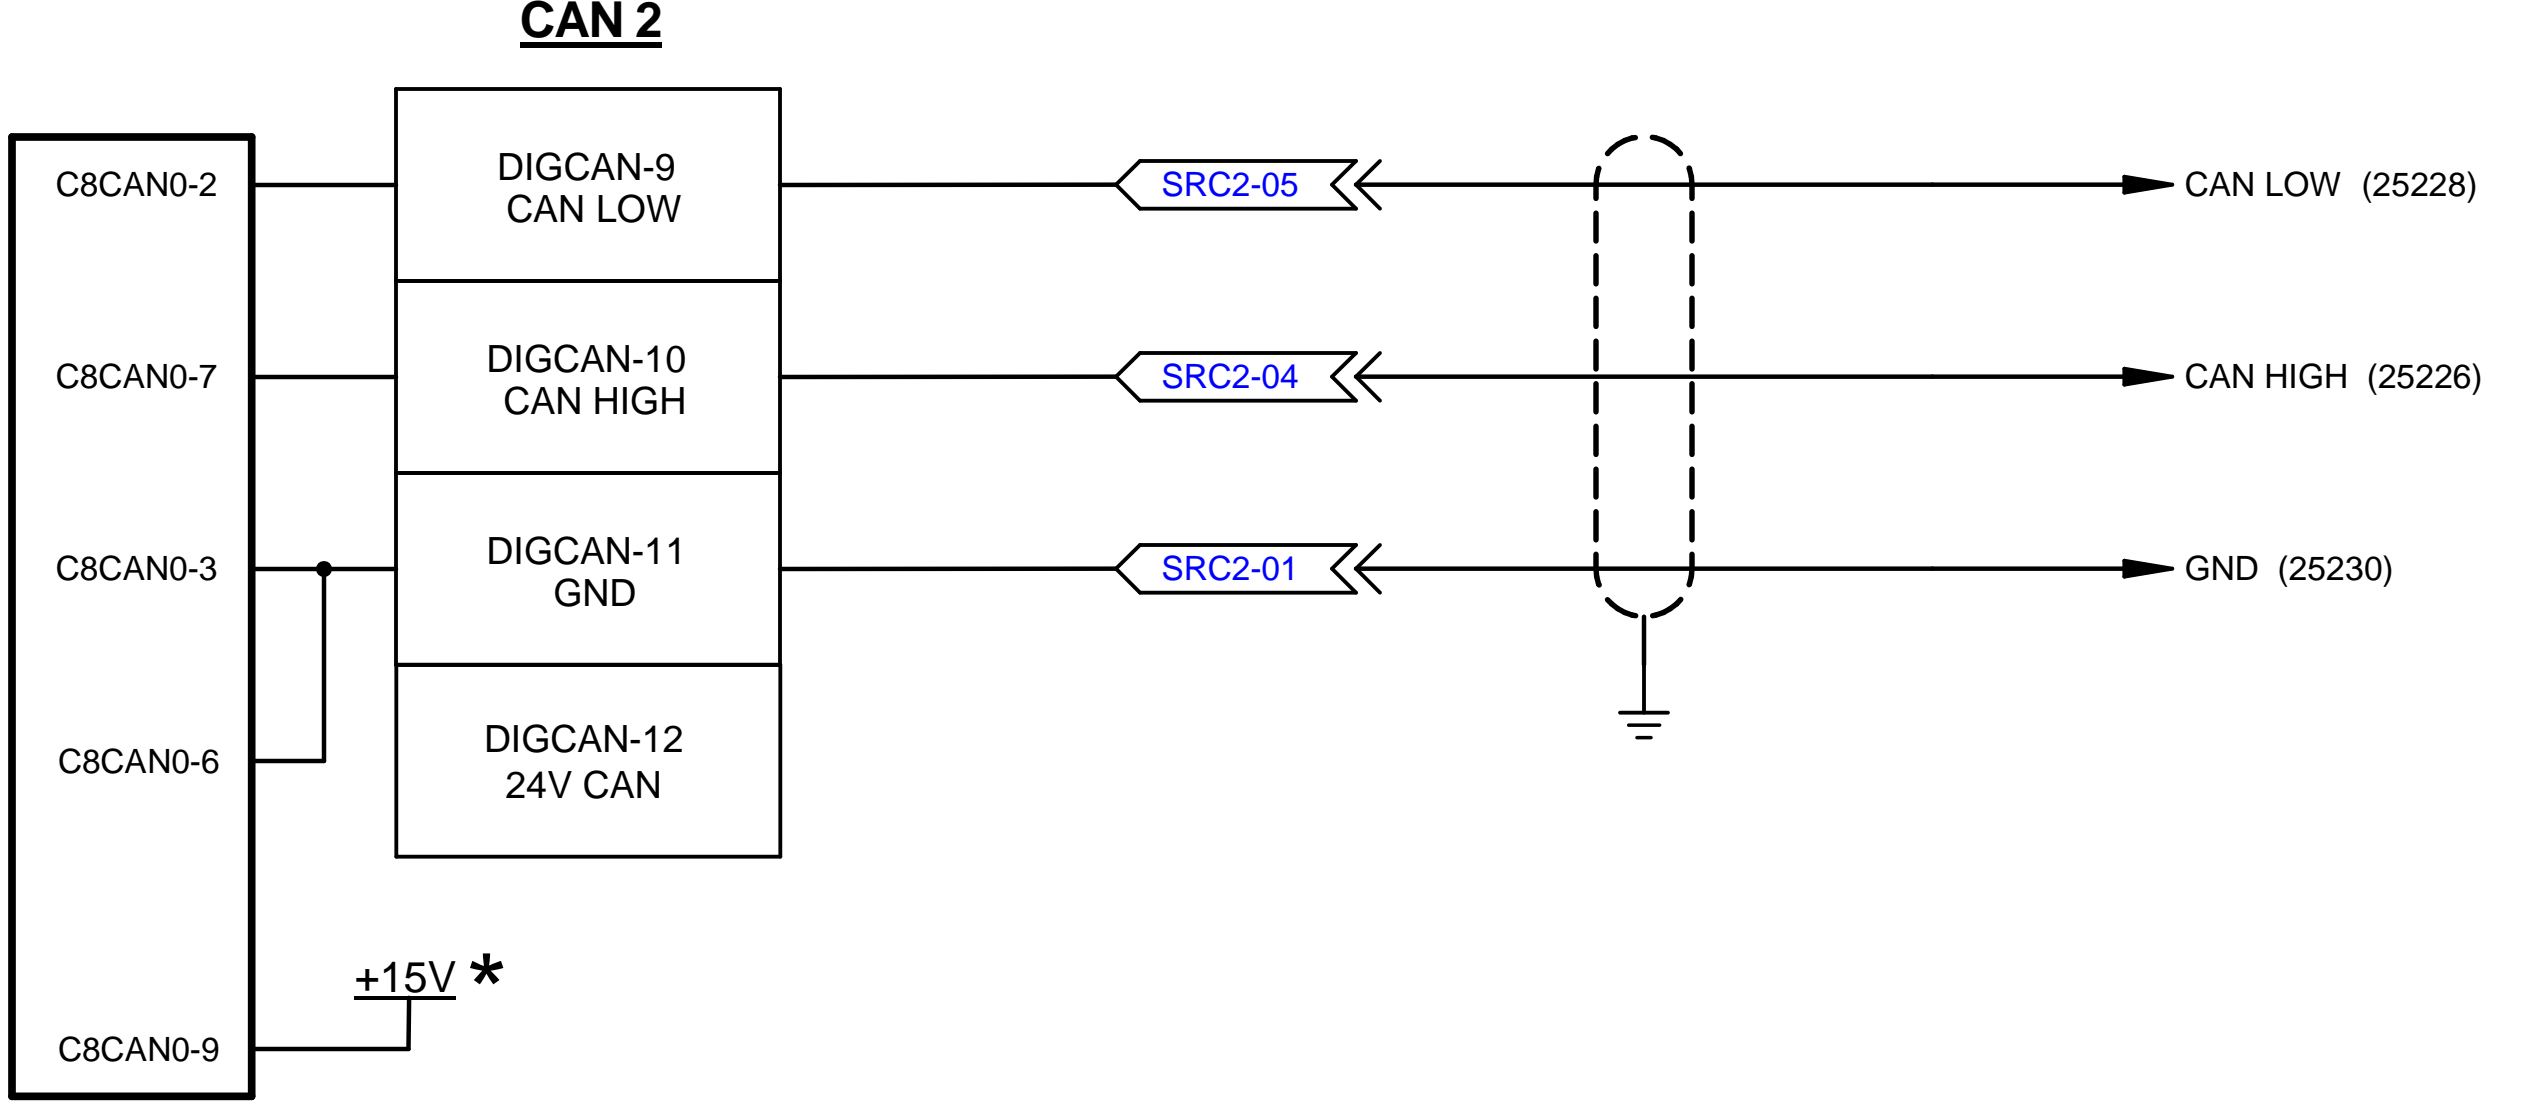 CAN 2
C8CAN0-2
DIGCAN-9
CAN LOW
SRC2-05
CAN LOW (25228)
C8CAN0-7
DIGCAN-10
CAN HIGH
SRC2-04
CAN HIGH (25226)
C8CAN0-3
DIGCAN-11
GND
SRC2-01
GND (25230)
C8CAN0-6
DIGCAN-12
24V CAN
+15V *
C8CAN0-9